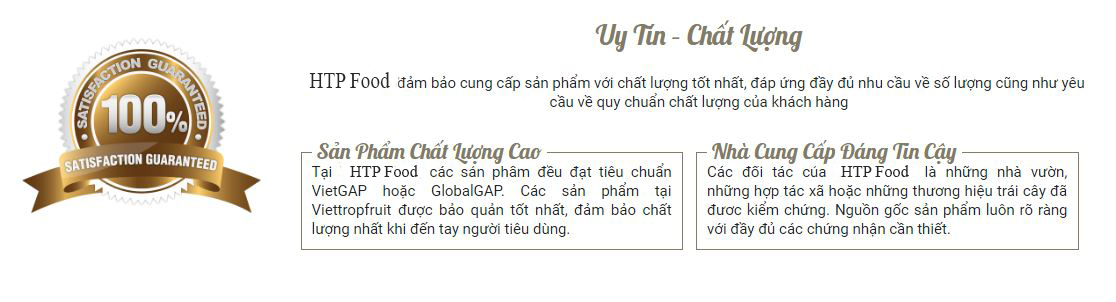 SATISFACTION GUARANTEED
100%
SATISFACTION GUARANTEED
Uy Tín - Chất Lượng
HTP Food đảm bảo cung cấp sản phẩm với chất lượng tốt nhất, đáp ứng đầy đủ nhu cầu về số lượng cũng như yêu
cầu về quy chuẩn chất lượng của khách hàng
Sản Phẩm Chất Lượng Cao
Tại HTP Food các sản phâm đều đạt tiêu chuẩn
VietGAP hoặc GlobalGAP. Các sản phẩm tại
Viettropfruit được bảo quản tốt nhất, đảm bảo chất
lượng nhất khi đến tay người tiêu dùng.
Nhà Cung Cấp Đáng Tin Cậy
Các đối tác của HTP Food là những nhà vườn,
những hợp tác xã hoặc những thương hiệu trái cây đã
đươc kiểm chứng. Nguồn gốc sản phẩm luôn rõ ràng
với đầy đủ các chứng nhận cần thiết.